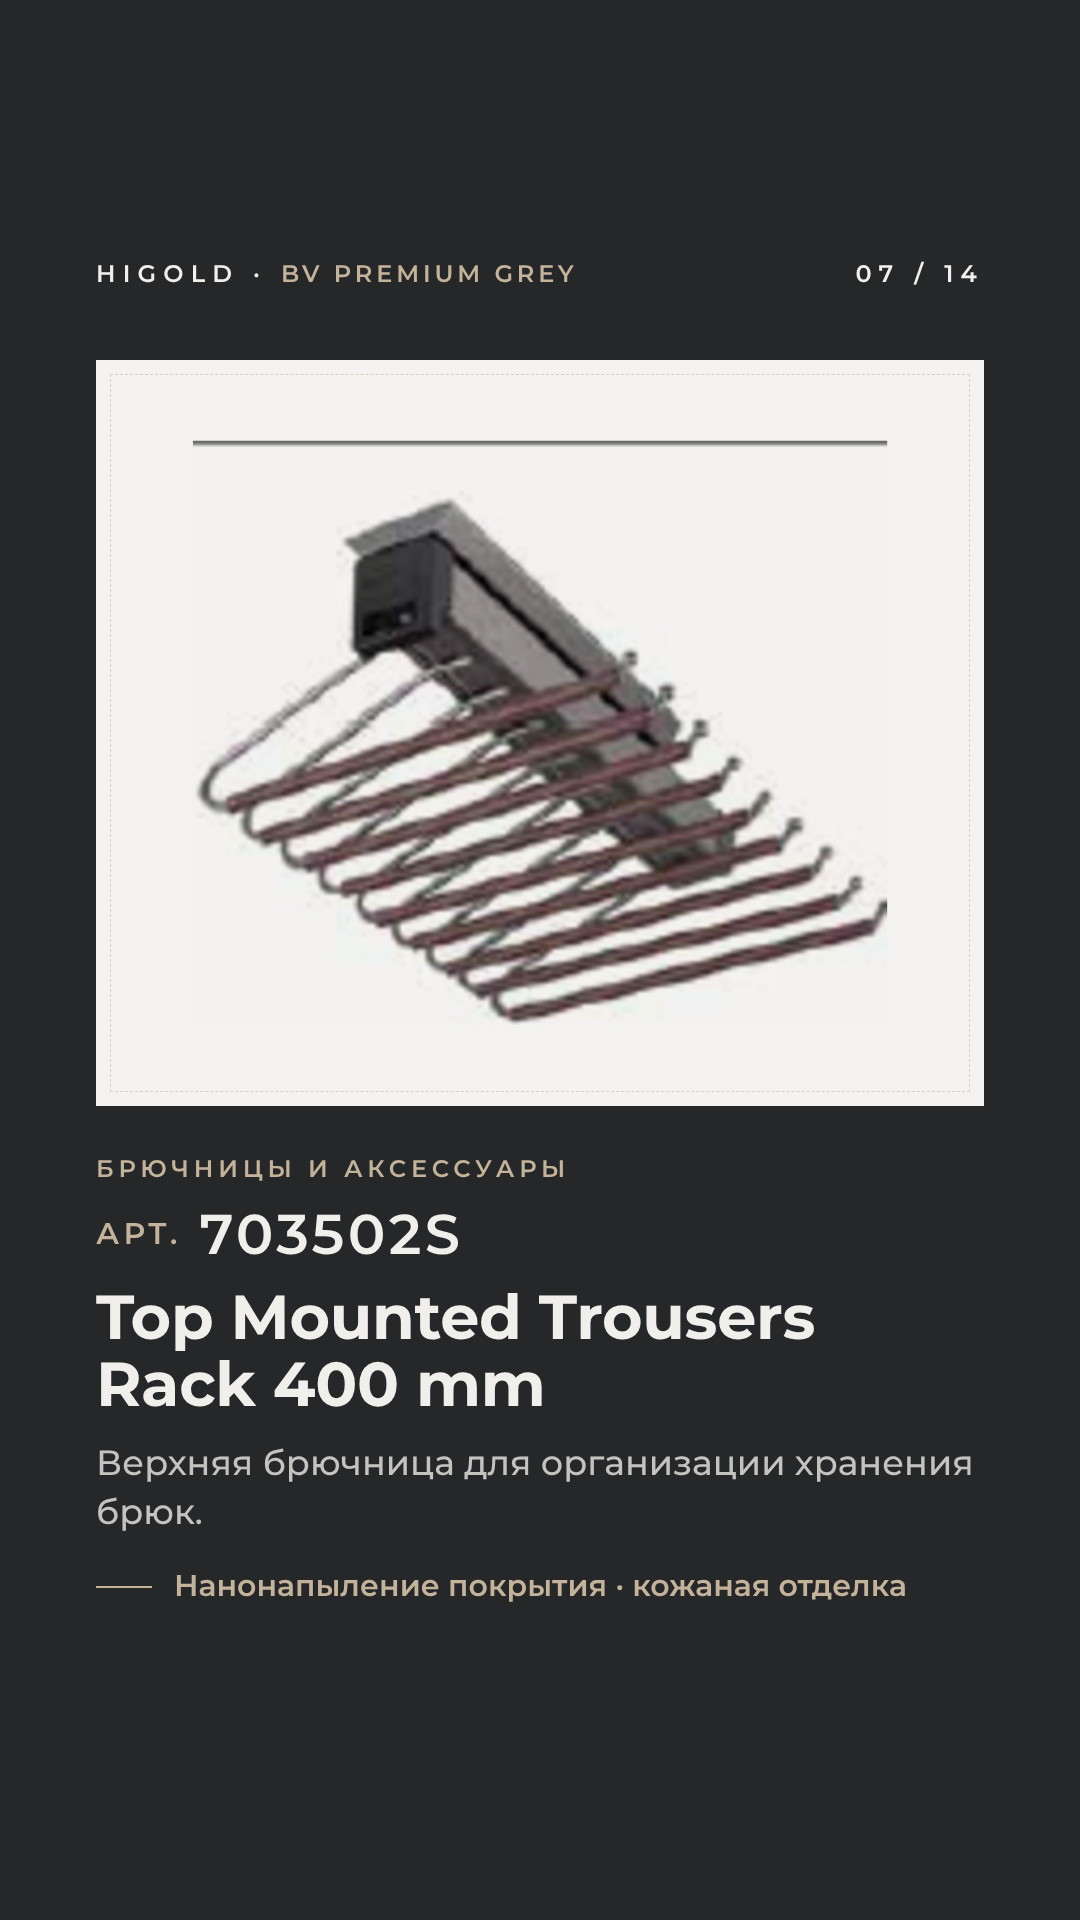 HIGOLD · BV PREMIUM GREY
07 / 14
БРЮЧНИЦЫ И АКСЕССУАРЫ
АРТ. 703502S
Top Mounted Trousers
Rack 400 mm
Верхняя брючница для организации хранения
брюк.
Нанонапыление покрытия · кожаная отделка